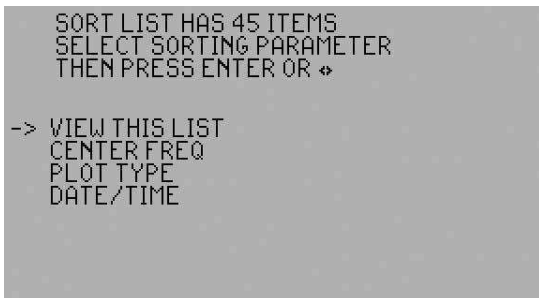 SORT LIST HAS 45 ITEMS
SELECT SORTING PARAMETER
THEN PRESS ENTER OR ⇔
-> VIEW THIS LIST
CENTER FREQ
PLOT TYPE
DATE/TIME